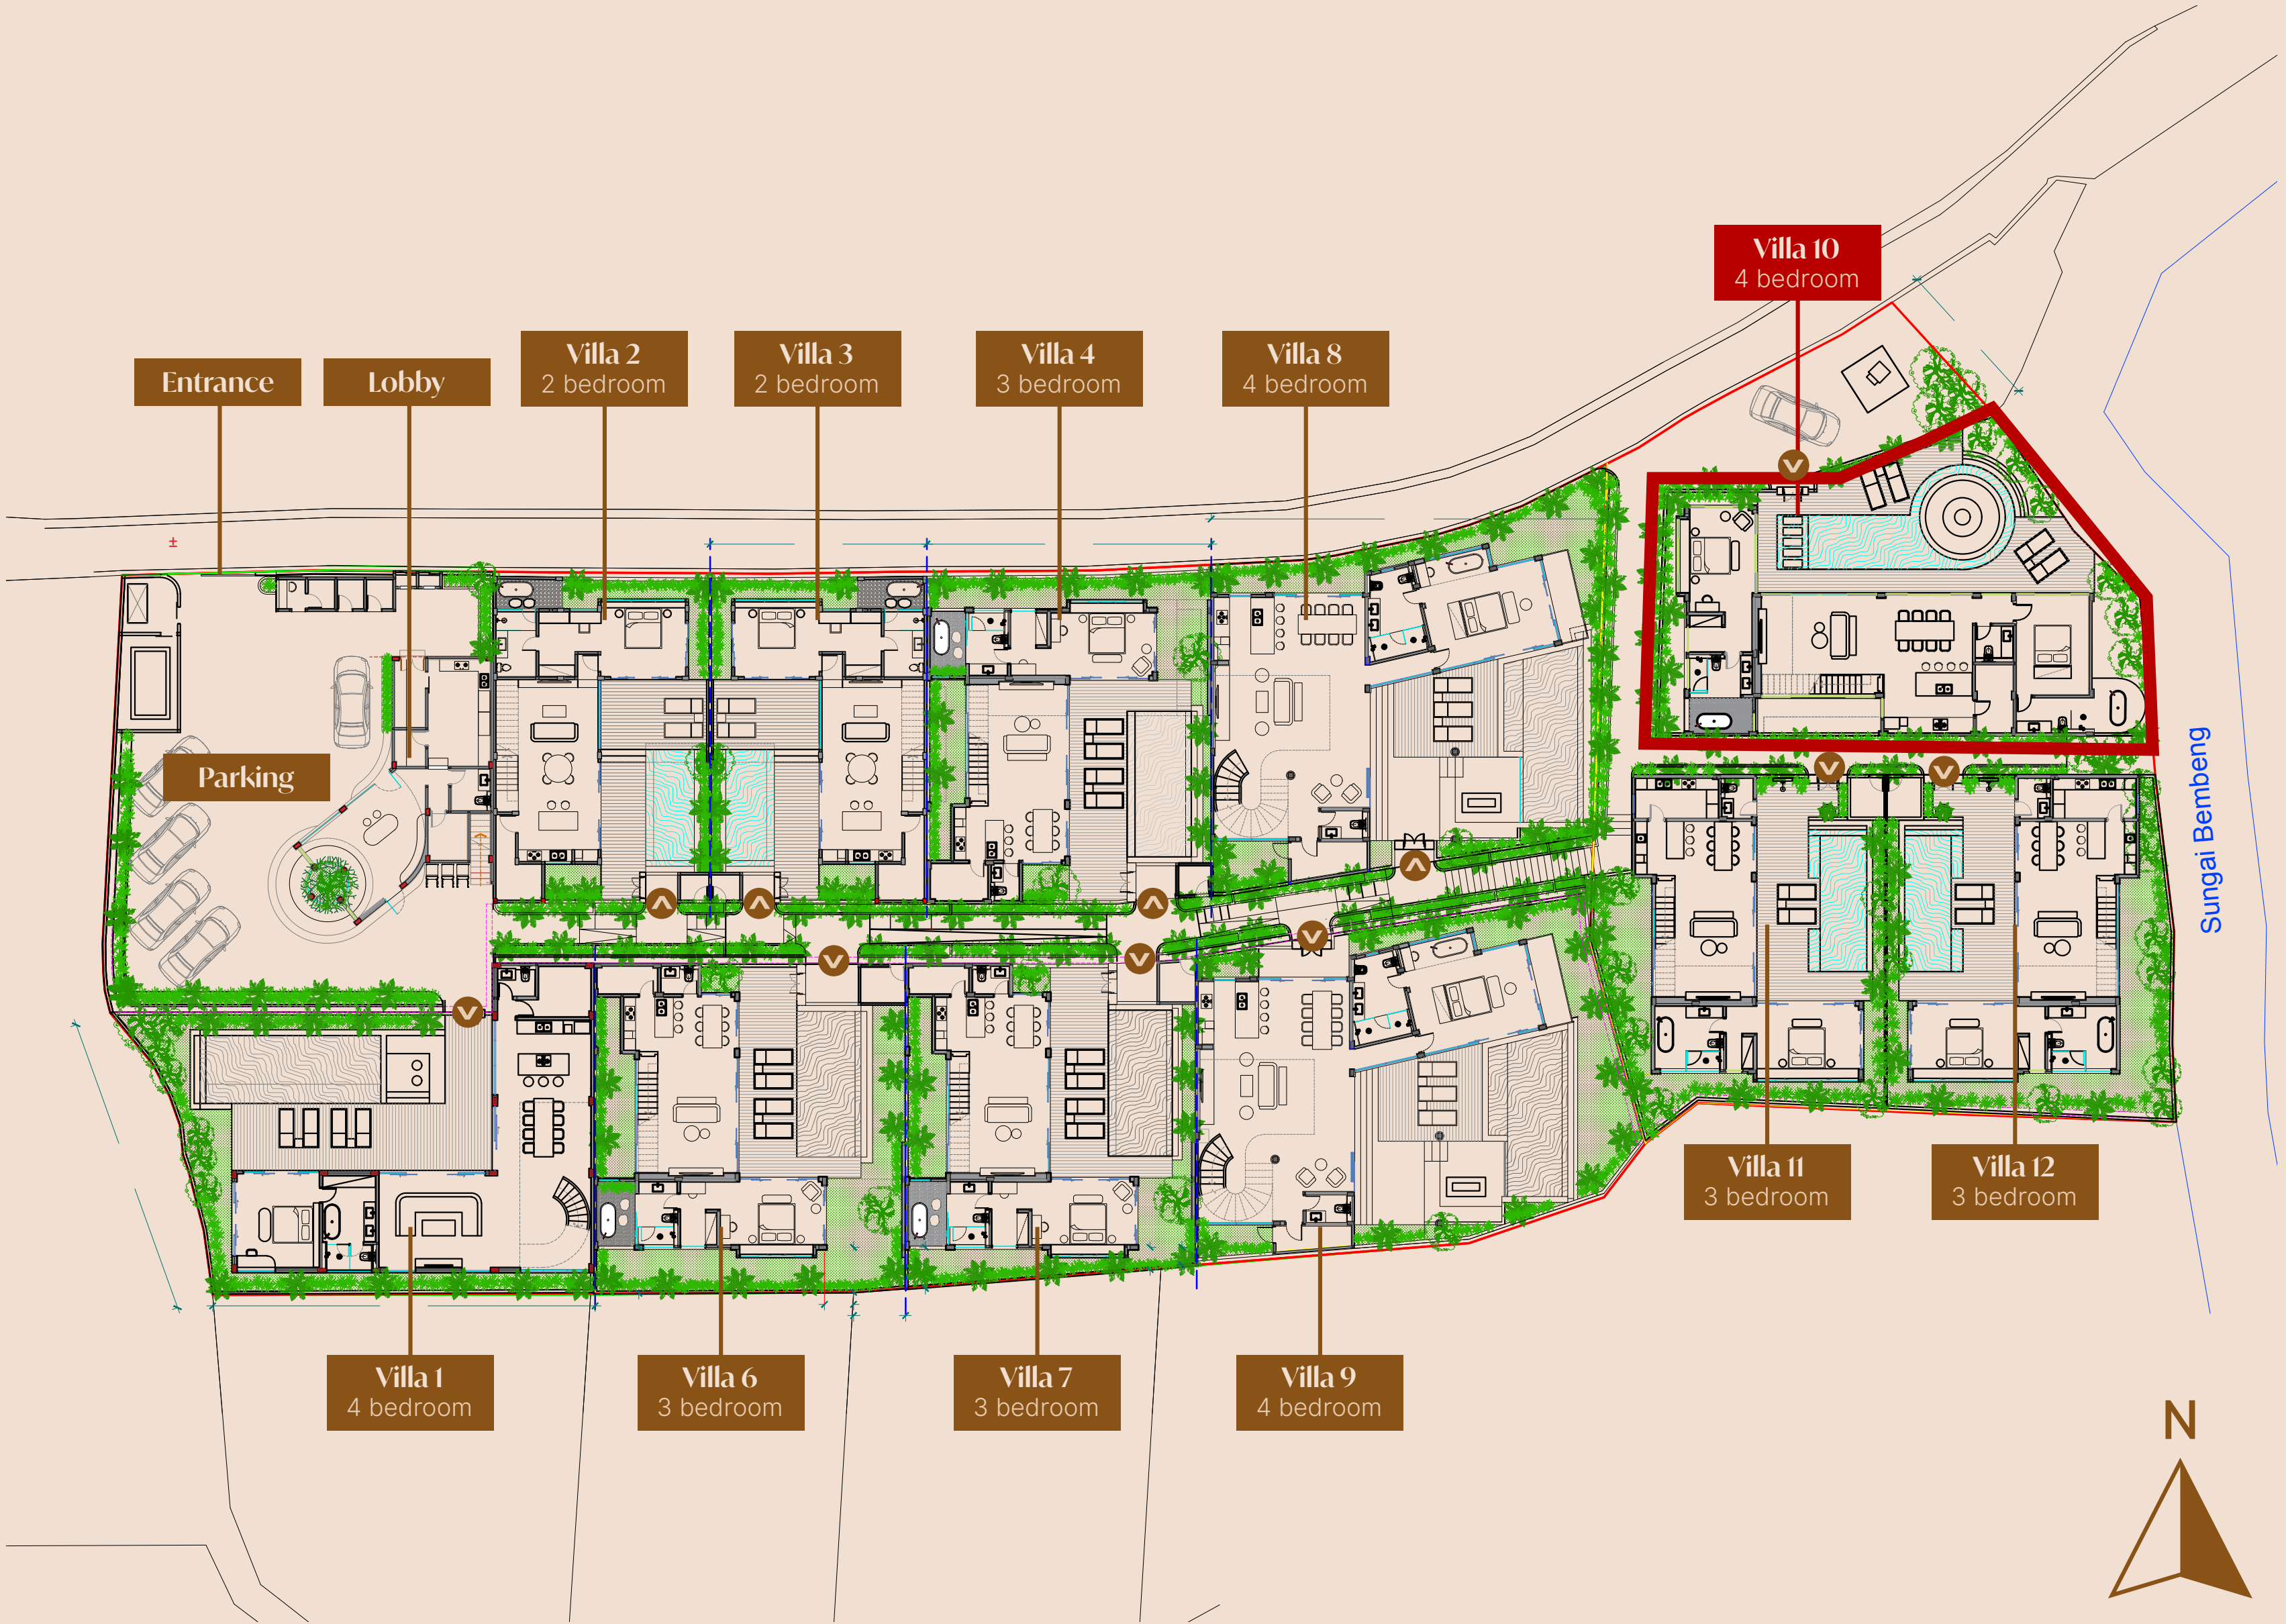 Villa 10
4 bedroom
Entrance
Lobby
Villa 2
2 bedroom
Villa 3
2 bedroom
Villa 4
3 bedroom
Villa 8
4 bedroom
±
Parking
Sungai Bembeng
Villa 11
3 bedroom
Villa 12
3 bedroom
Villa 1
4 bedroom
Villa 6
3 bedroom
Villa 7
3 bedroom
Villa 9
4 bedroom
N